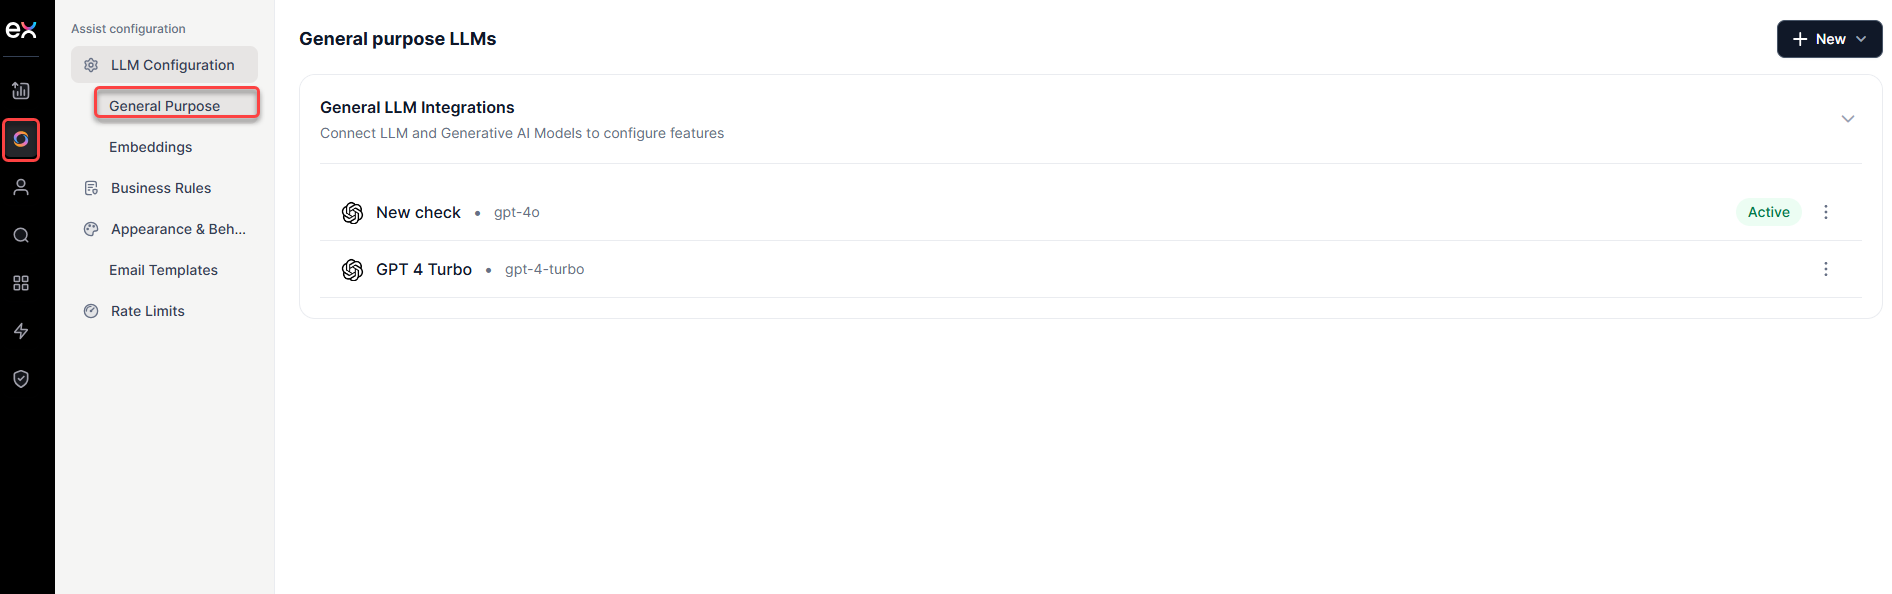 ex
Assist configuration
LLM Configuration
General Purpose
Embeddings
Business Rules
Appearance & Beh...
Email Templates
Rate Limits
General purpose LLMs
New
General LLM Integrations
Connect LLM and Generative AI Models to configure features
New check • gpt-4o
Active
GPT 4 Turbo • gpt-4-turbo